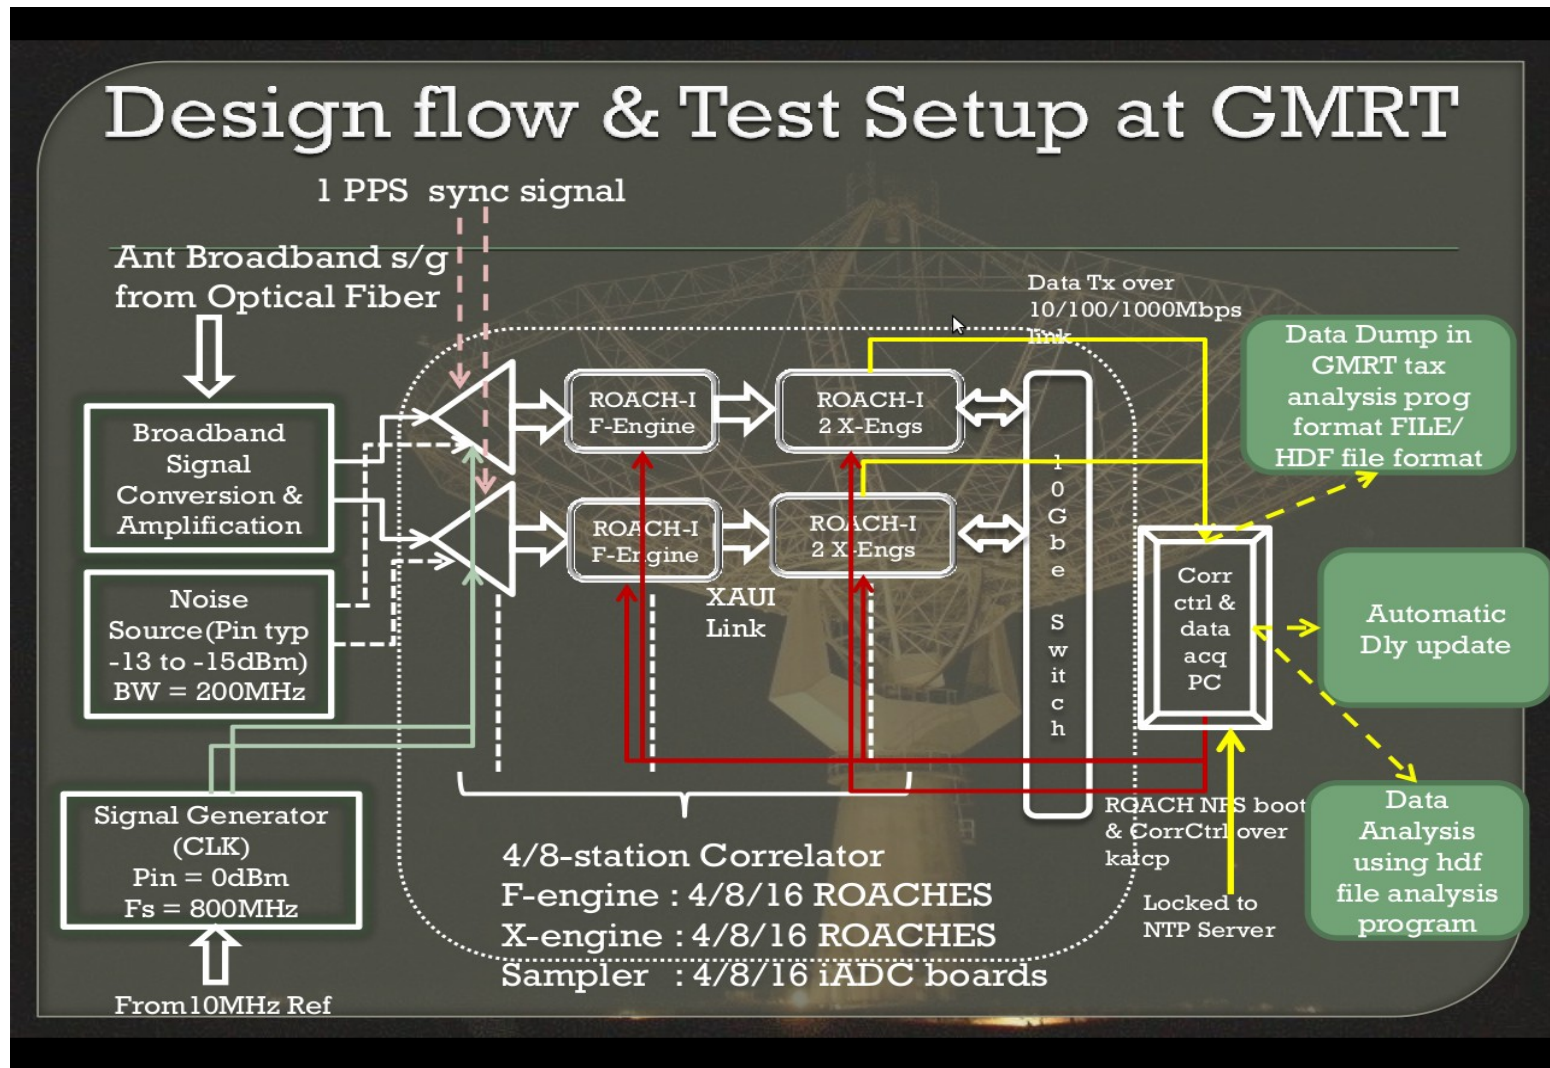 Design flow & Test Setup at GMRT
1 PPS  sync signal
Ant Broadband s/g
from Optical Fiber
Data Tx over
10/100/1000Mbps
link
Data Dump in
GMRT tax
analysis prog
format FILE/
HDF file format
Broadband
Signal
Conversion &
Amplification
ROACH-I
F-Engine
ROACH-I
2 X-Engs
ROACH-I
F-Engine
ROACH-I
2 X-Engs
XAUI
Link
10Gbe Switch
Corr
ctrl &
data
acq
PC
Automatic
Dly update
Noise
Source(Pin typ
-13 to -15dBm)
BW = 200MHz
Signal Generator
(CLK)
Pin = 0dBm
Fs = 800MHz
From10MHz Ref
4/8-station Correlator
F-engine : 4/8/16 ROACHES
X-engine : 4/8/16 ROACHES
Sampler  : 4/8/16 iADC boards
ROACH NFS boot
& CorrCtrl over
katcp
Locked to
NTP Server
Data
Analysis
using hdf
file analysis
program